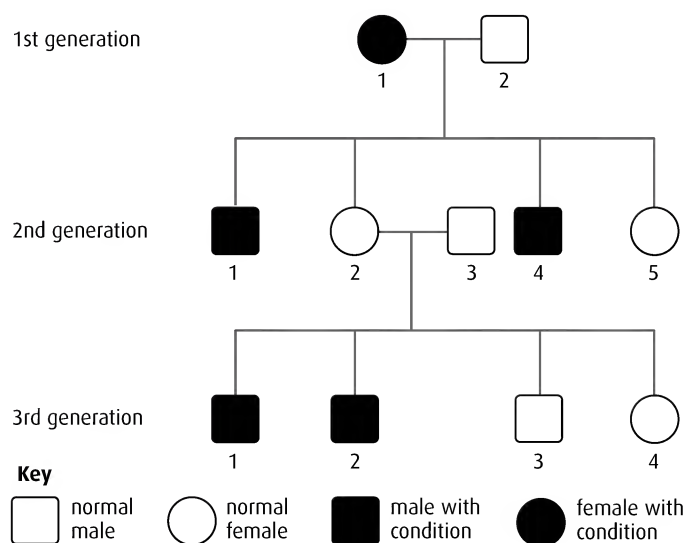 1st generation
1 2
2nd generation
1 2 3 4 5
3rd generation
1 2 3 4
Key
normal male
normal female
male with condition
female with condition